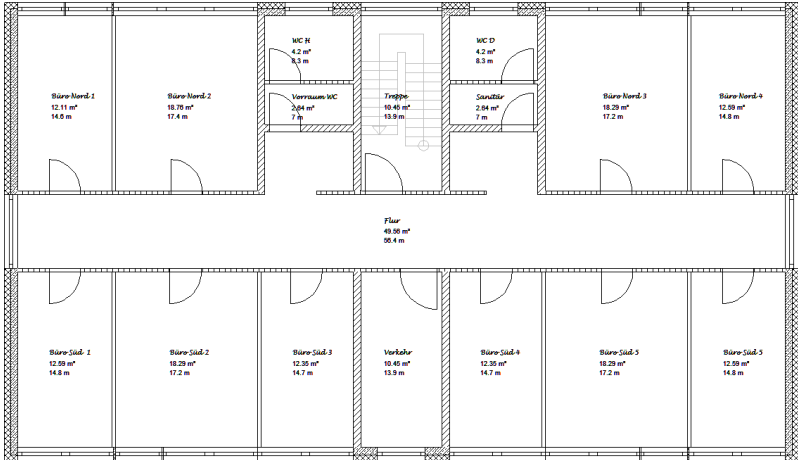 WC H
4.2 m²
8.3 m
WC D
4.2 m²
8.3 m
Büro Nord 1
12.11 m²
14.6 m
Büro Nord 2
18.76 m²
17.4 m
Vorraum WC
2.64 m²
7 m
Treppe
10.45 m²
13.9 m
Sanitär
2.64 m²
7 m
Büro Nord 3
18.29 m²
17.2 m
Büro Nord 4
12.59 m²
14.8 m
Flur
49.56 m²
56.4 m
Büro Süd 1
12.59 m²
14.8 m
Büro Süd 2
18.29 m²
17.2 m
Büro Süd 3
12.35 m²
14.7 m
Verkehr
10.45 m²
13.9 m
Büro Süd 4
12.35 m²
14.7 m
Büro Süd 5
18.29 m²
17.2 m
Büro Süd 5
12.59 m²
14.8 m